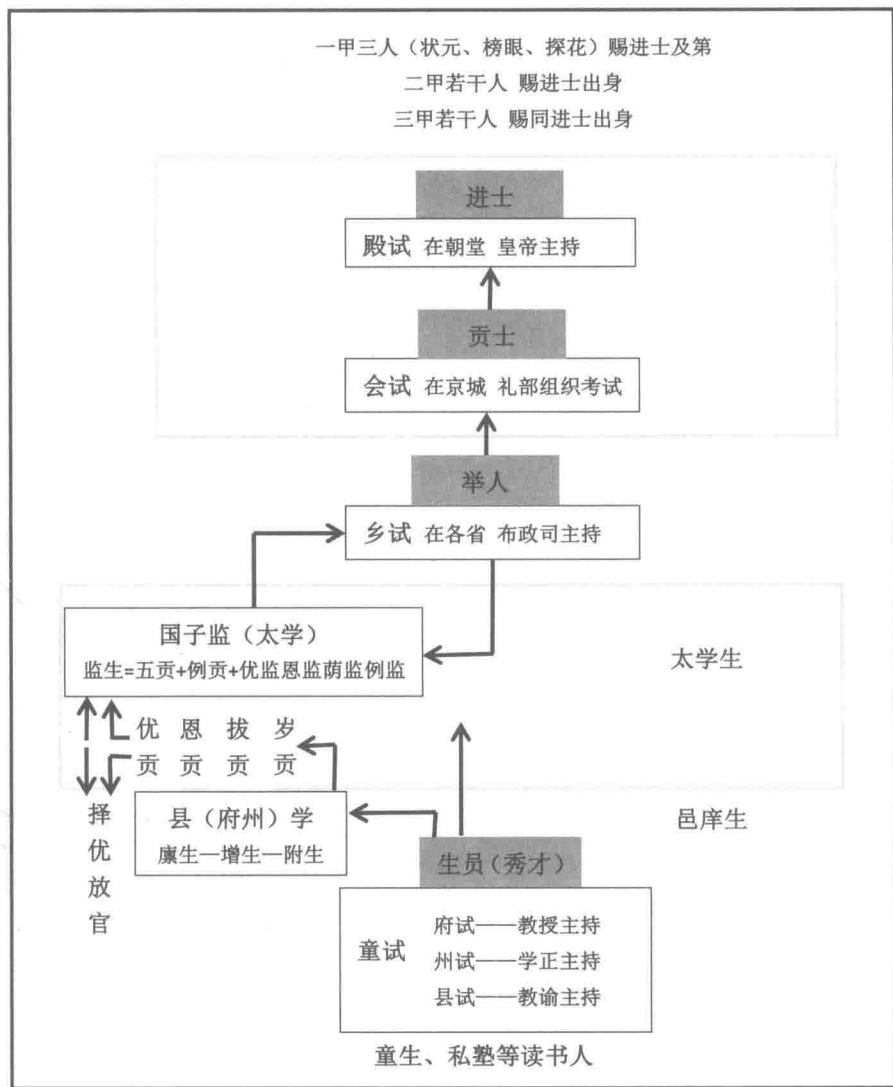 一甲三人（状元、榜眼、探花）赐进士及第
二甲若干人 赐进士出身
三甲若干人 赐同进士出身
进士
殿试 在朝堂 皇帝主持
贡士
会试 在京城 礼部组织考试
举人
乡试 在各省 布政司主持
国子监（太学）
监生=五贡+例贡+优监恩监荫监例监
太学生
优 恩 拔 岁
贡 贡 贡 贡
择优放官
县（府州）学
廪生—增生—附生
邑庠生
生员（秀才）
童试
府试——教授主持
州试——学正主持
县试——教谕主持
童生、私塾等读书人